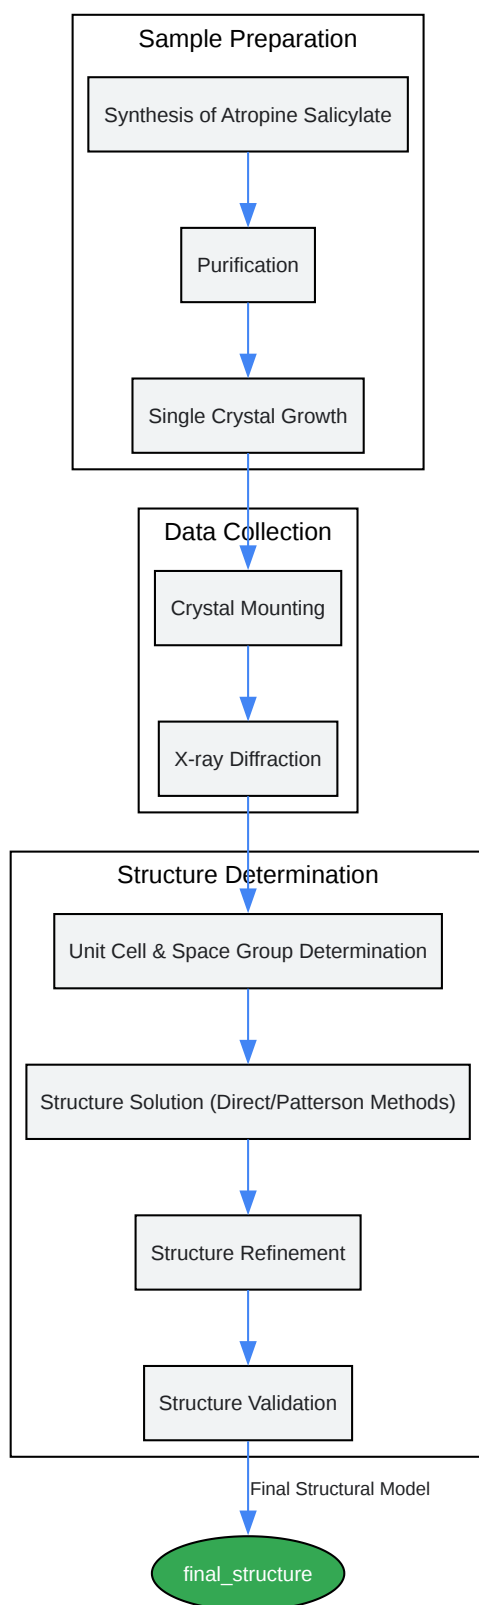 Sample Preparation
Synthesis of Atropine Salicylate
Purification
Single Crystal Growth
Data Collection
Crystal Mounting
X-ray Diffraction
Structure Determination
Unit Cell & Space Group Determination
Structure Solution (Direct/Patterson Methods)
Structure Refinement
Structure Validation
Final Structural Model
final_structure